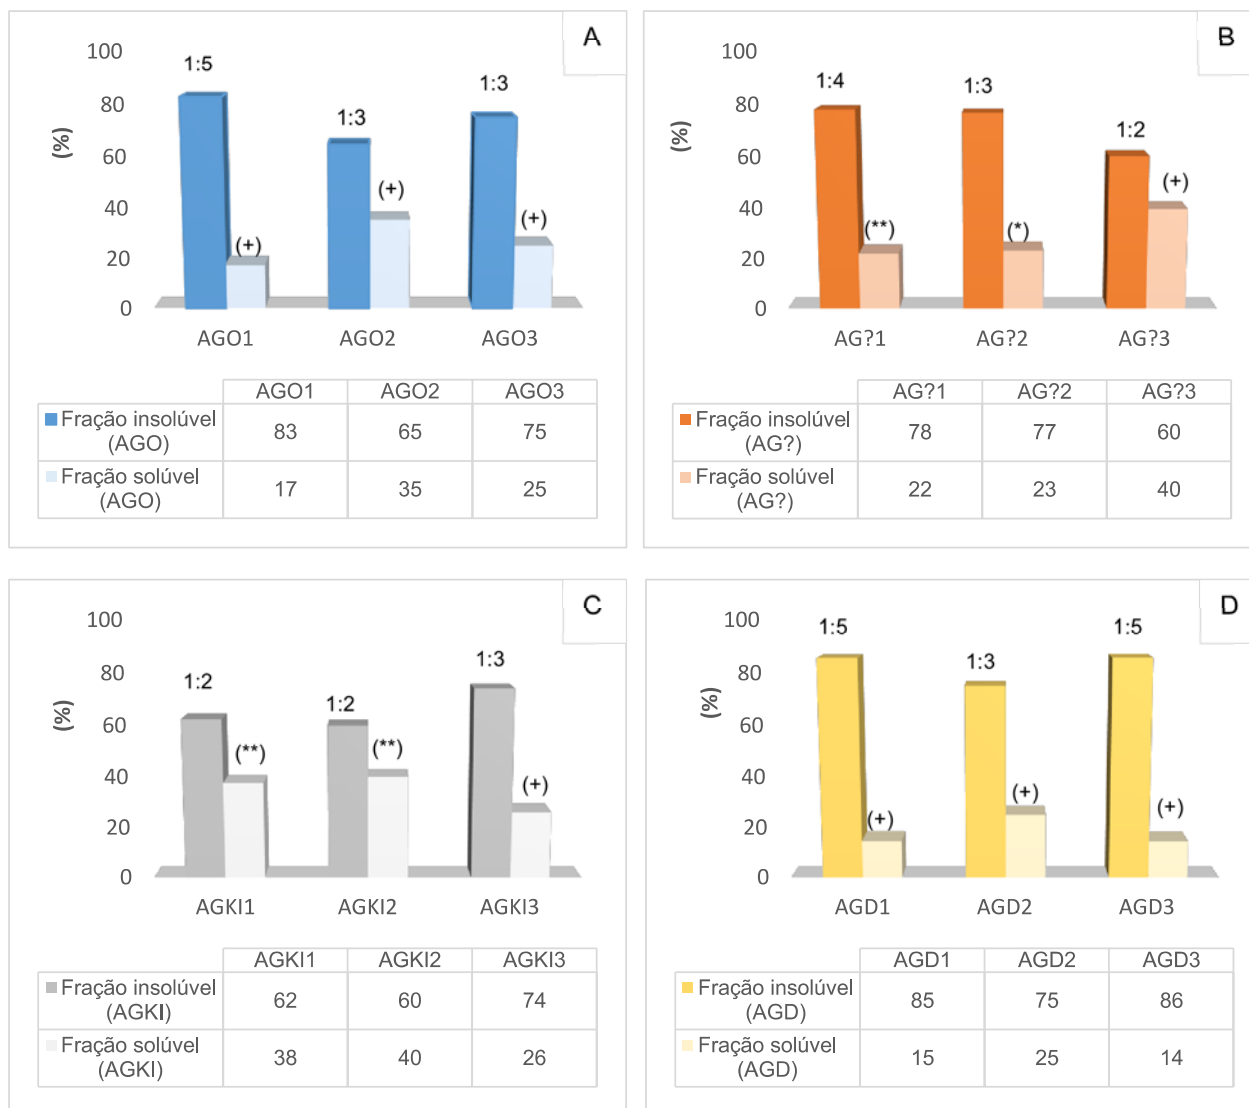 A
100
1:5
1:3
1:3
80
(%)
60
(+)
40
(+)
(+)
20
0
AGO1 AGO2 AGO3
AGO1 AGO2 AGO3
Fração insolúvel
(AGO) 83 65 75
Fração solúvel
(AGO) 17 35 25
B
100
1:4 1:3
80
1:2
(%)
60
(+)
40
(**) (*)
20
0
AG?1 AG?2 AG?3
AG?1 AG?2 AG?3
Fração insolúvel
(AG?) 78 77 60
Fração solúvel
(AG?) 22 23 40
C
100
1:3
80
1:2
1:2
(%)
60
(**) (**)
40
(+)
20
0
AGKI1 AGKI2 AGKI3
AGKI1 AGKI2 AGKI3
Fração insolúvel
(AGKI) 62 60 74
Fração solúvel
(AGKI) 38 40 26
D
100
1:5 1:3 1:5
80
(%)
60
40
(+) (+) (+)
20
0
AGD1 AGD2 AGD3
AGD1 AGD2 AGD3
Fração insolúvel
(AGD) 85 75 86
Fração solúvel
(AGD) 15 25 14